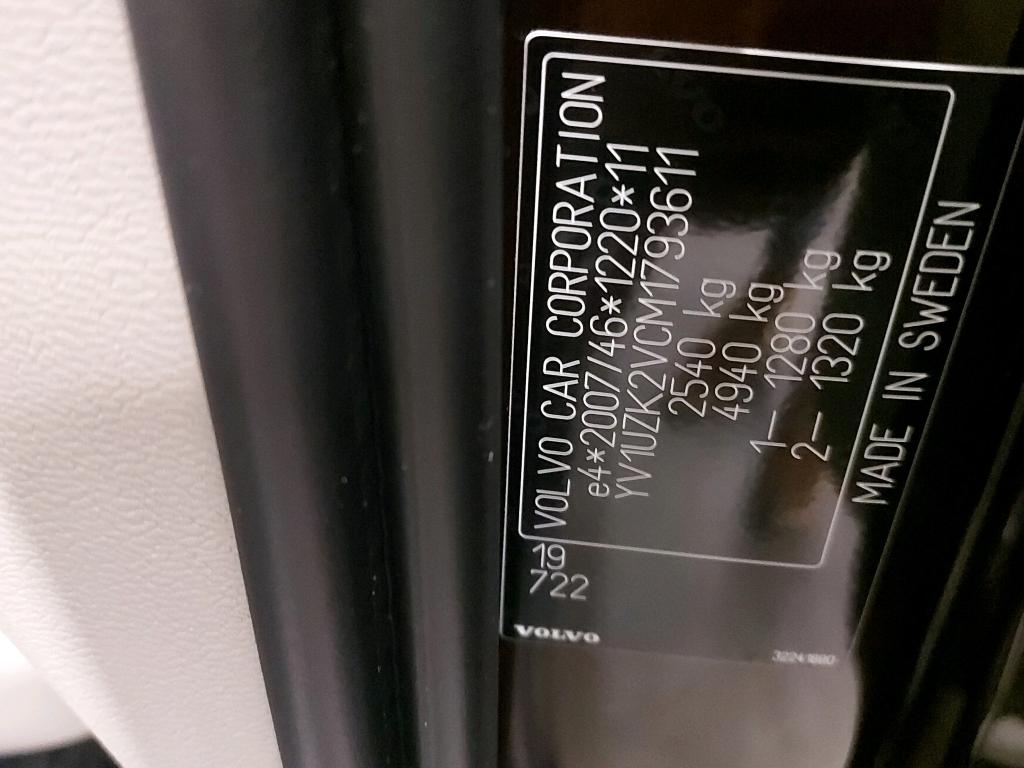 VOLVO CAR CORPORATION
e4*2007/46*1220*11
YV1UZK2VCM1793611
2540 kg
4940 kg
1– 1280 kg
2– 1320 kg
MADE IN SWEDEN
19
722
VOLVO